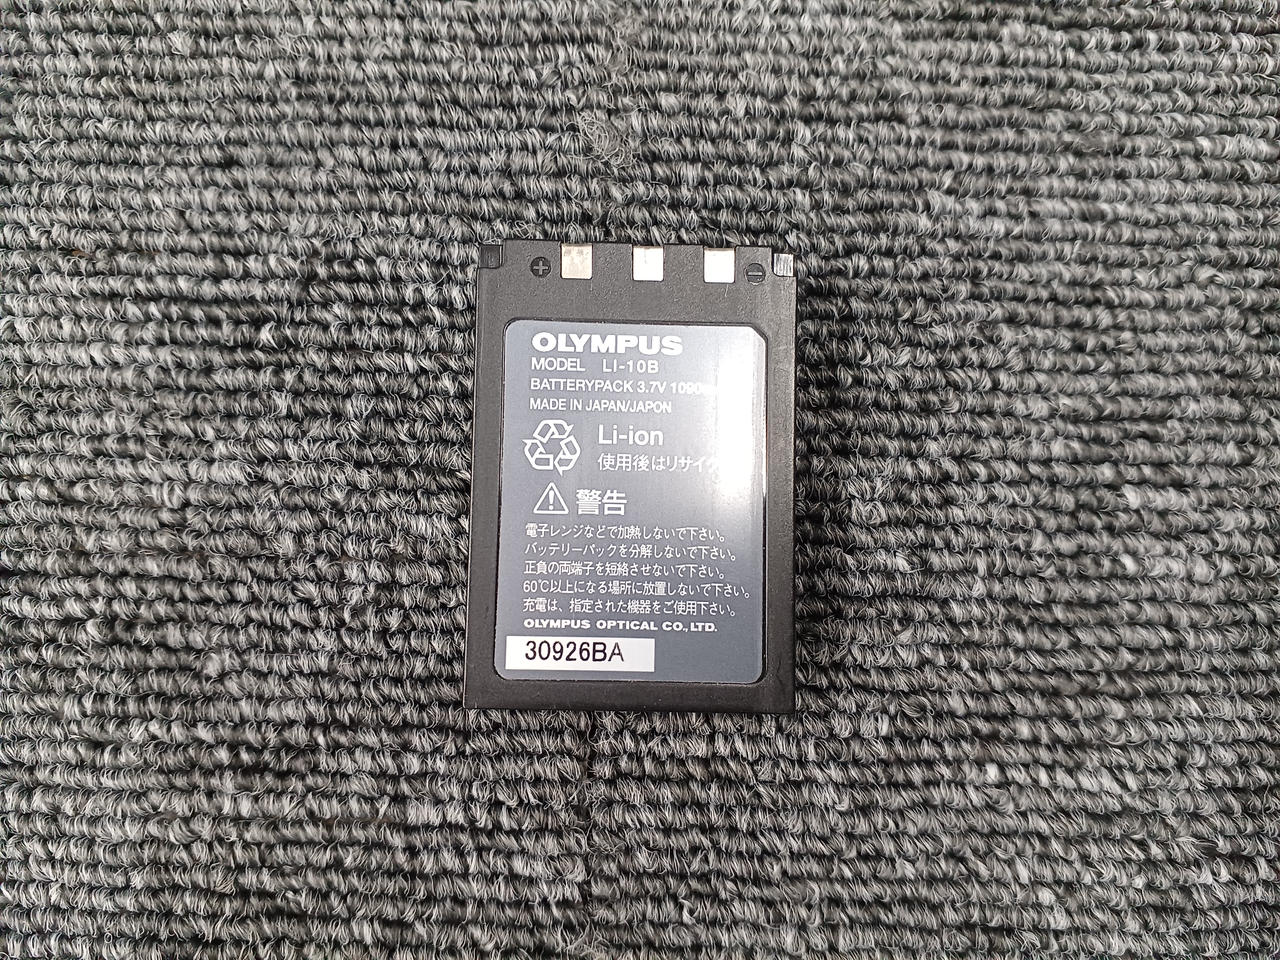 OLYMPUS
MODEL LI-10B
BATTERYPACK 3.7V 1090
MADE IN JAPAN/JAPON
Li-ion
使用後はリサイク
警告
電子レンジなどで加熱しないで下さい。
バッテリーパックを分解しないで下さい。
正負の両端子を短絡させないで下さい。
60℃以上になる場所に放置しないで下さい。
充電は、指定された機器をご使用下さい。
OLYMPUS OPTICAL CO.,LTD.
30926BA